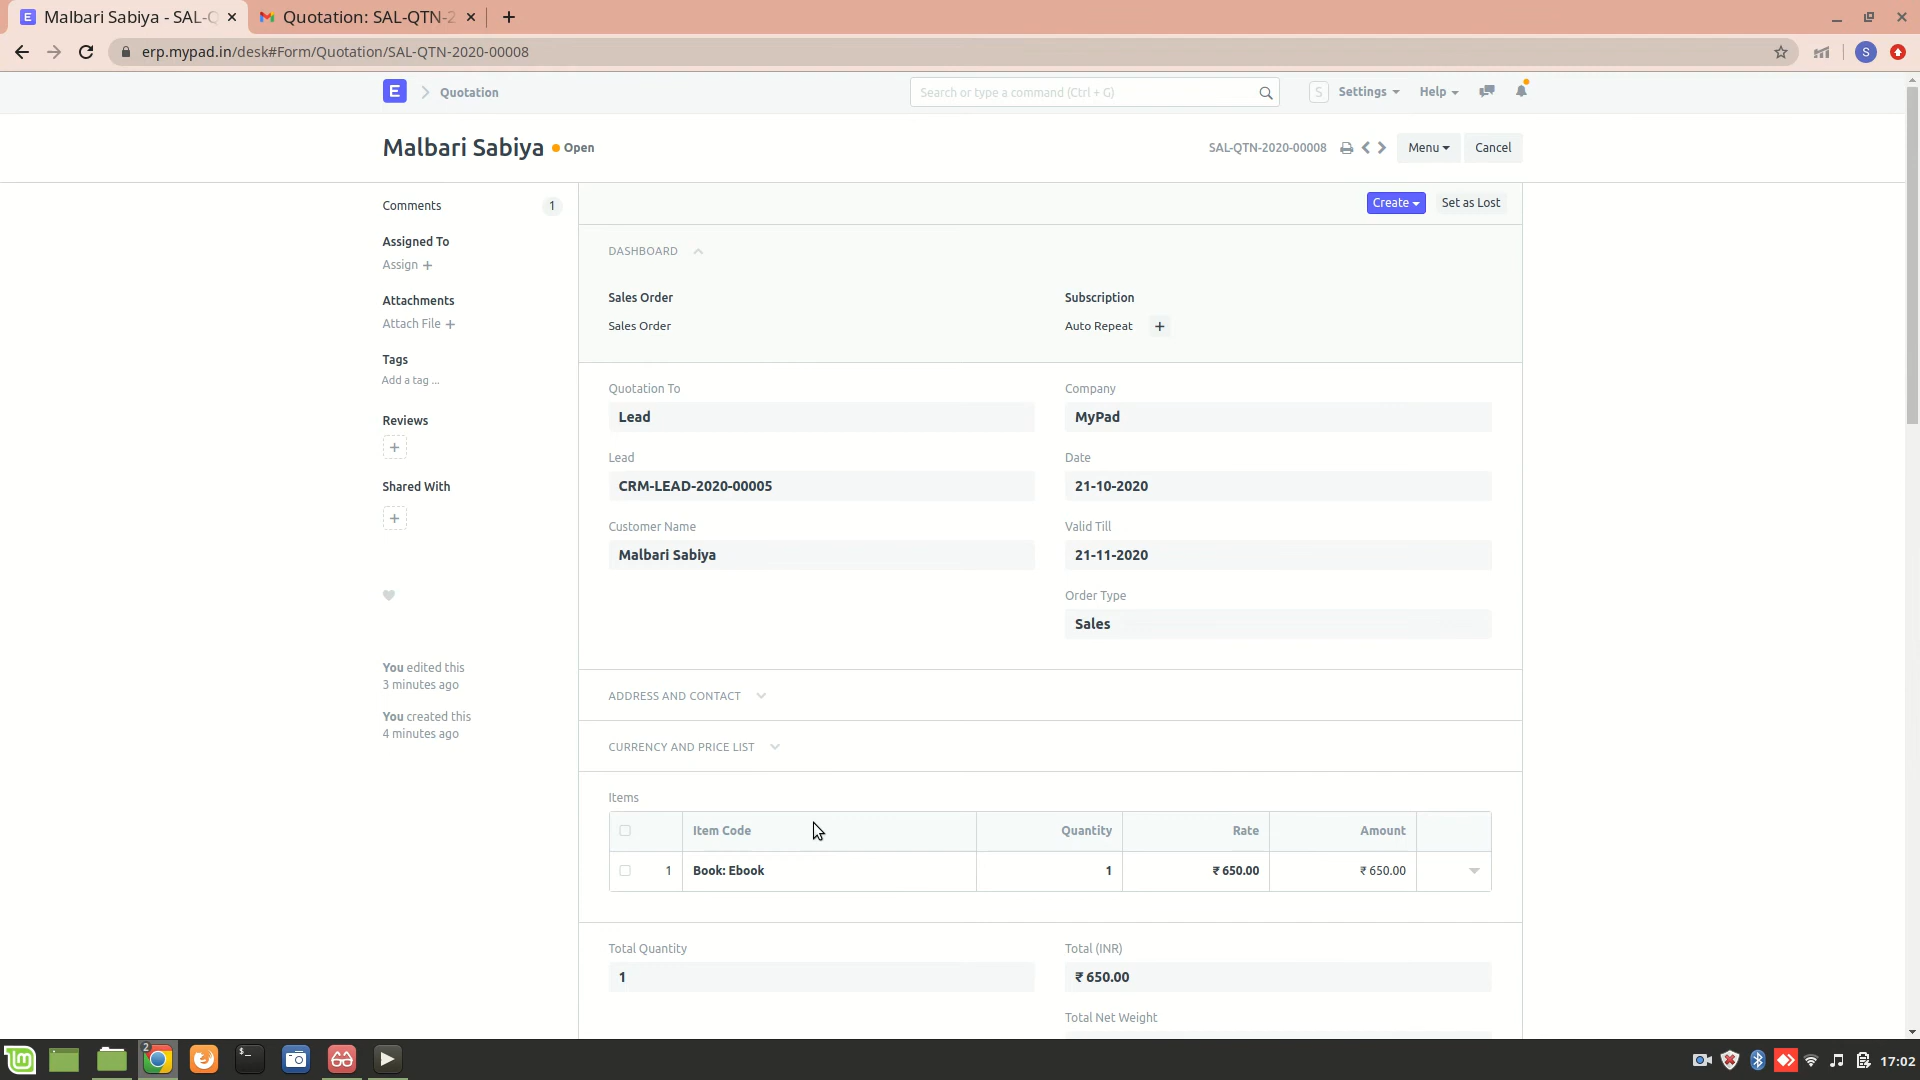 Malbari Sabiya - SAL-Q
Quotation: SAL-QTN-2
erp.mypad.in/desk#Form/Quotation/SAL-QTN-2020-00008
S
E
Quotation
Search or type a command (Ctrl + G)
S
Settings
Help
Malbari Sabiya
Open
SAL-QTN-2020-00008
Menu
Cancel
Comments
1
Create
Set as Lost
Assigned To
Assign +
DASHBOARD
Attachments
Attach File +
Sales Order
Subscription
Sales Order
Auto Repeat
+
Tags
Add a tag ...
Reviews
+
Shared With
+
Quotation To
Lead
Company
MyPad
Lead
CRM-LEAD-2020-00005
Date
21-10-2020
Customer Name
Malbari Sabiya
Valid Till
21-11-2020
Order Type
Sales
You edited this
3 minutes ago
You created this
4 minutes ago
ADDRESS AND CONTACT
CURRENCY AND PRICE LIST
Items
Item Code Quantity Rate Amount
1 Book: Ebook 1 ₹ 650.00 ₹ 650.00
Total Quantity
1
Total (INR)
₹ 650.00
Total Net Weight
2
17:02